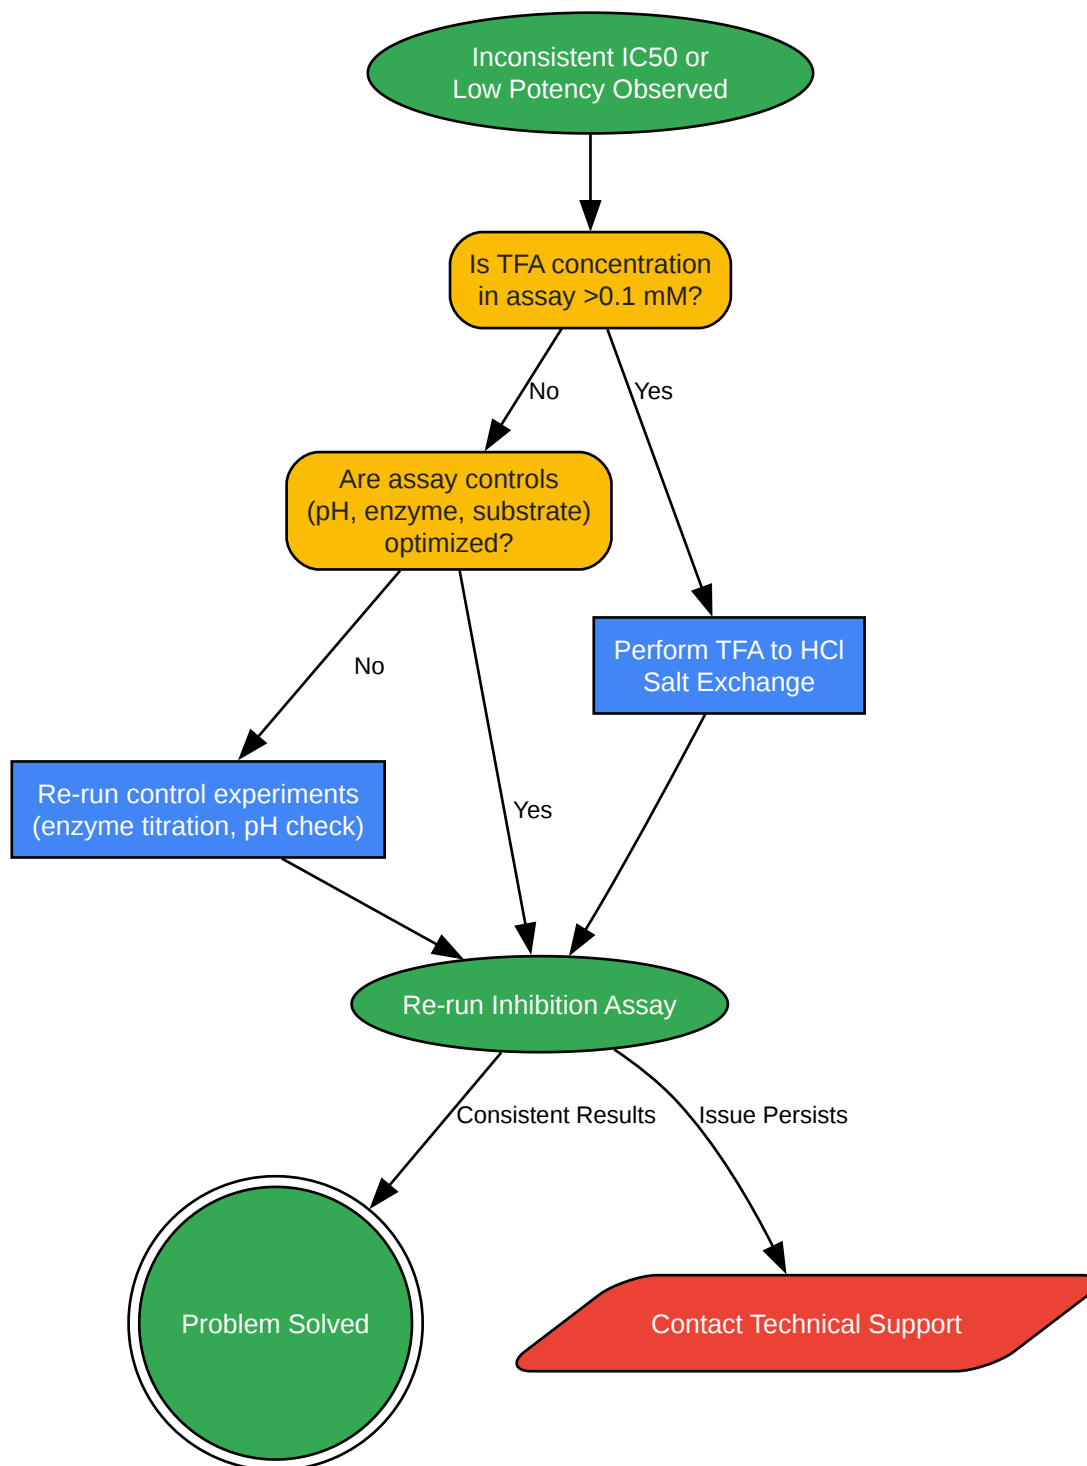 Inconsistent IC50 or
Low Potency Observed
Is TFA concentration
in assay >0.1 mM?
No
Yes
Are assay controls
(pH, enzyme, substrate)
optimized?
Perform TFA to HCl
Salt Exchange
No
Re-run control experiments
(enzyme titration, pH check)
Yes
Re-run Inhibition Assay
Consistent Results
Issue Persists
Problem Solved
Contact Technical Support